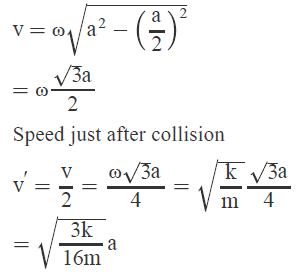 v = ω√(a² − (a/2)²)
= ω √3a/2
Speed just after collision
v' = v/2 = ω√3a/4 = √(k/m) √3a/4
= √(3k/16m) a